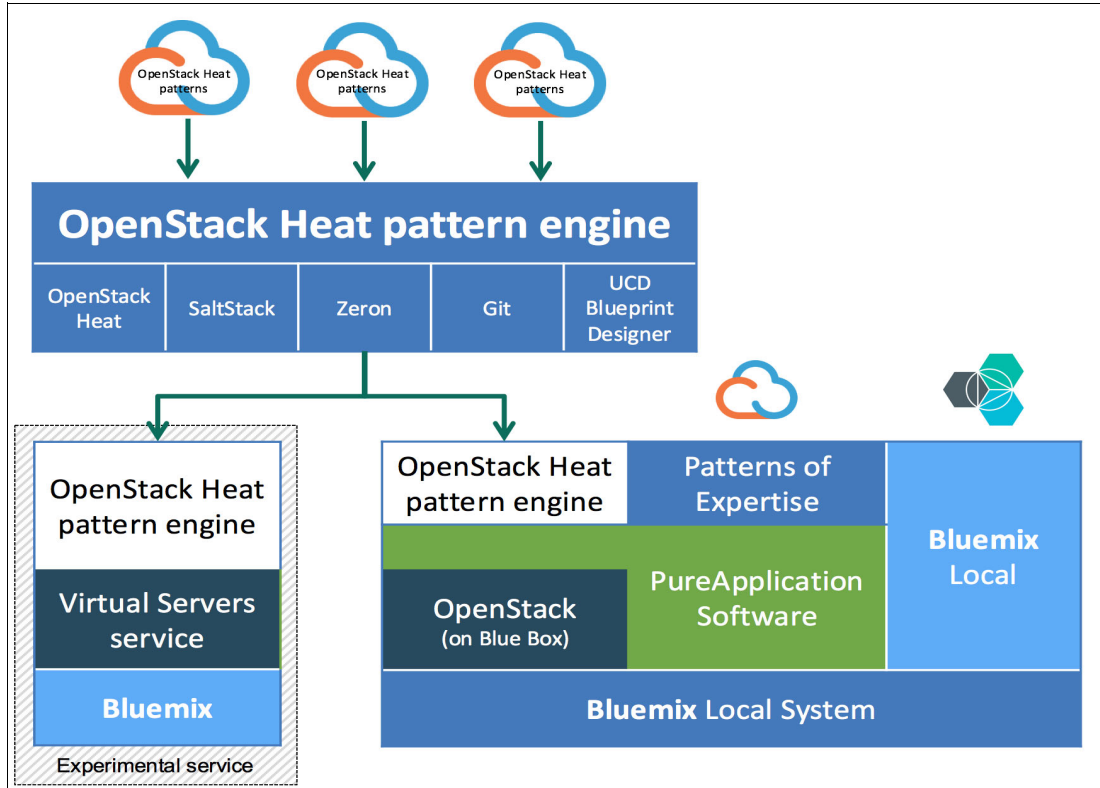 OpenStack Heat
patterns
OpenStack Heat
patterns
OpenStack Heat
patterns
OpenStack Heat pattern engine
OpenStack
Heat
SaltStack
Zeron
Git
UCD
Blueprint
Designer
OpenStack Heat
pattern engine
Virtual Servers
service
Bluemix
Experimental service
OpenStack Heat
pattern engine
Patterns of
Expertise
Bluemix
Local
OpenStack
(on Blue Box)
PureApplication
Software
Bluemix Local System